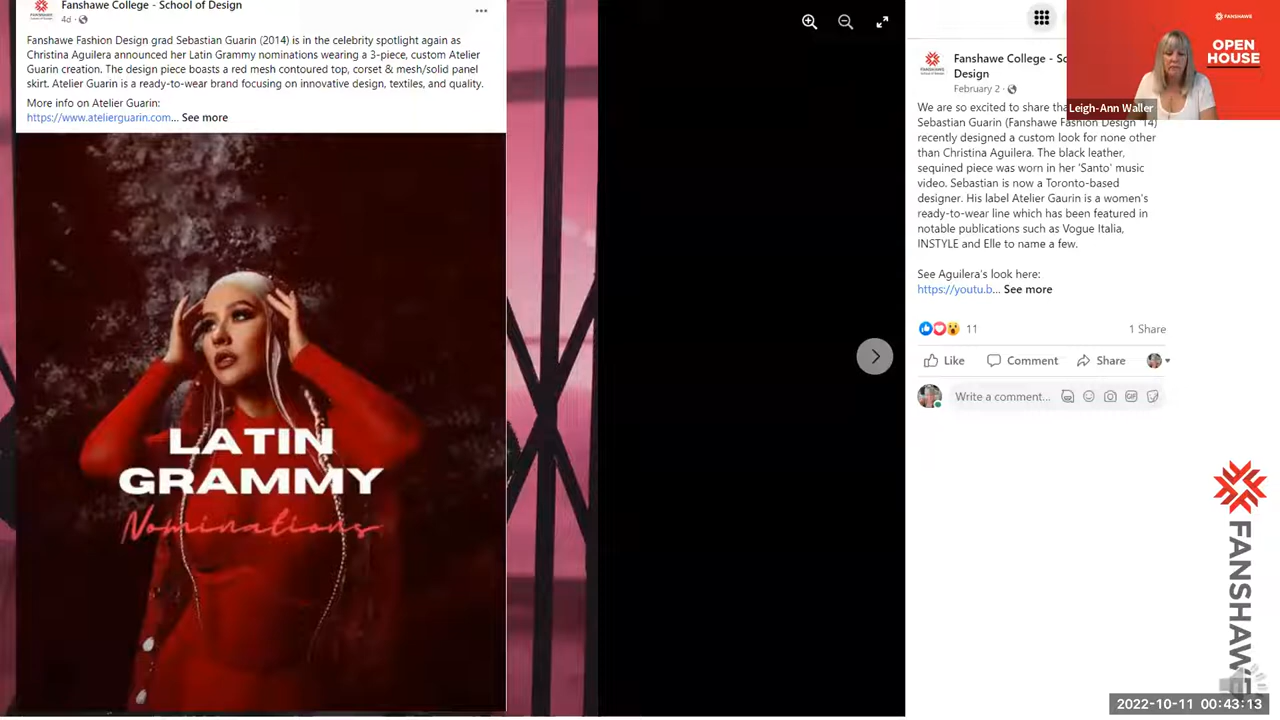 Fanshawe College - School of Design
4d
Fanshawe Fashion Design grad Sebastian Guarin (2014) is in the celebrity spotlight again as
Christina Aguilera announced her Latin Grammy nominations wearing a 3-piece, custom Atelier
Guarin creation. The design piece boasts a red mesh contoured top, corset & mesh/solid panel
skirt. Atelier Guarin is a ready-to-wear brand focusing on innovative design, textiles, and quality.
More info on Atelier Guarin:
https://www.atelierguarin.com... See more
LATIN
GRAMMY
Nominations
Fanshawe College - Sc
Design
February 2
We are so excited to share tha
Sebastian Guarin (Fanshawe Fashion Design '14)
recently designed a custom look for none other
than Christina Aguilera. The black leather,
sequined piece was worn in her 'Santo' music
video. Sebastian is now a Toronto-based
designer. His label Atelier Gaurin is a women's
ready-to-wear line which has been featured in
notable publications such as Vogue Italia,
INSTYLE and Elle to name a few.
See Aguilera's look here:
https://youtu.b... See more
11
1 Share
Like Comment Share
Write a comment...
GIF
FANSHAWE
OPEN
HOUSE
Leigh-Ann Waller
FANSHAWE
2022-10-11 00:43:13